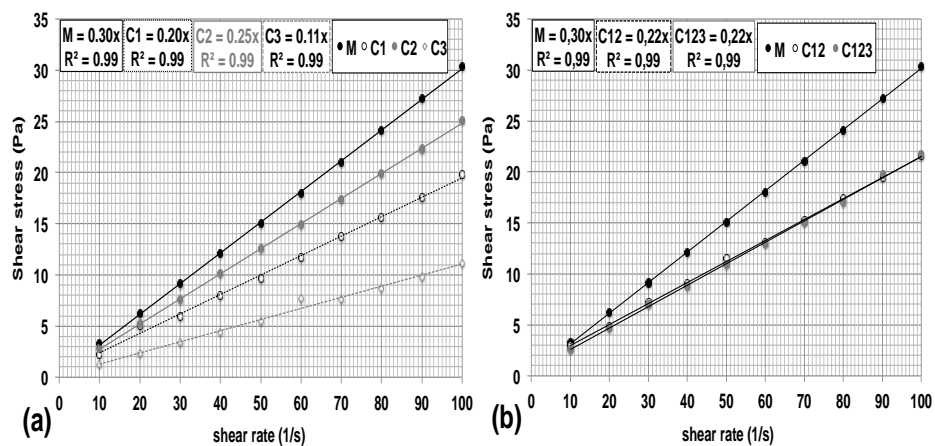 M = 0.30x C1 = 0.20x C2 = 0.25x C3 = 0.11x
R² = 0.99 R² = 0.99 R² = 0.99 R² = 0.99
M C1 C2 C3
35
30
25
20
15
10
5
0
Shear stress (Pa)
0 10 20 30 40 50 60 70 80 90 100
shear rate (1/s)
(a)
M = 0,30x C12 = 0,22x C123 = 0,22x
R² = 0,99 R² = 0,99 R² = 0,99
M C12 C123
35
30
25
20
15
10
5
0
Shear stress (Pa)
0 10 20 30 40 50 60 70 80 90 100
shear rate (1/s)
(b)